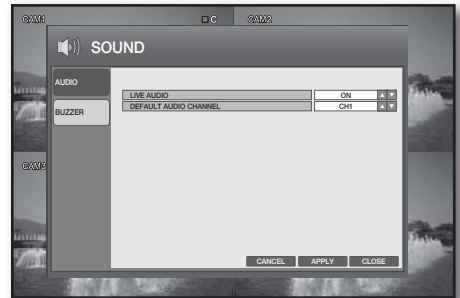 CAM1 C CAM2
SOUND
AUDIO
LIVE AUDIO ON
BUZZER DEFAULT AUDIO CHANNEL CH1
CAM3
CANCEL APPLY CLOSE